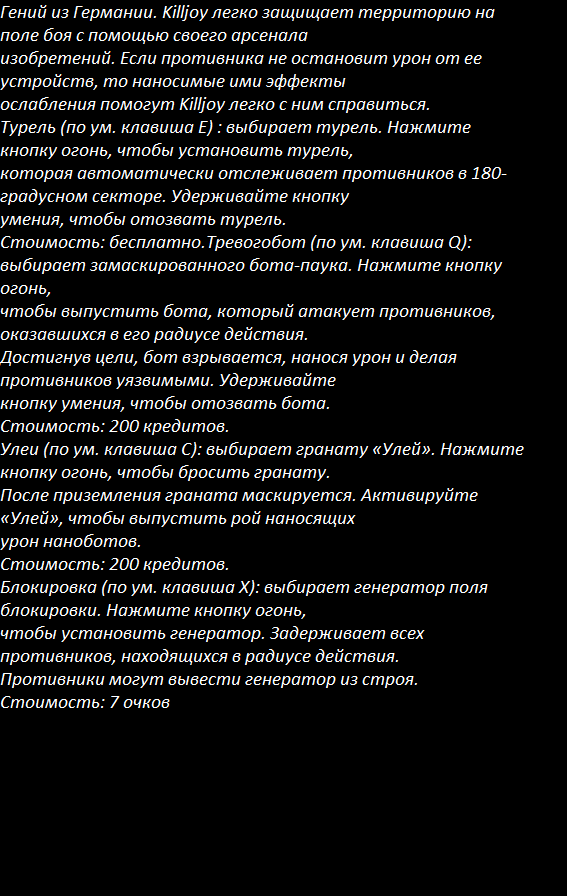 Гений из Германии. Killjoy легко защищает территорию на
поле боя с помощью своего арсенала
изобретений. Если противника не остановит урон от ее
устройств, то наносимые ими эффекты
ослабления помогут Killjoy легко с ним справиться.
Турель (по ум. клавиша E) : выбирает турель. Нажмите
кнопку огонь, чтобы установить турель,
которая автоматически отслеживает противников в 180-
градусном секторе. Удерживайте кнопку
умения, чтобы отозвать турель.
Стоимость: бесплатно.Тревогобот (по ум. клавиша Q):
выбирает замаскированного бота-паука. Нажмите кнопку
огонь,
чтобы выпустить бота, который атакует противников,
оказавшихся в его радиусе действия.
Достигнув цели, бот взрывается, нанося урон и делая
противников уязвимыми. Удерживайте
кнопку умения, чтобы отозвать бота.
Стоимость: 200 кредитов.
Улеи (по ум. клавиша C): выбирает гранату «Улей». Нажмите
кнопку огонь, чтобы бросить гранату.
После приземления граната маскируется. Активируйте
«Улей», чтобы выпустить рой наносящих
урон наноботов.
Стоимость: 200 кредитов.
Блокировка (по ум. клавиша X): выбирает генератор поля
блокировки. Нажмите кнопку огонь,
чтобы установить генератор. Задерживает всех
противников, находящихся в радиусе действия.
Противники могут вывести генератор из строя.
Стоимость: 7 очков